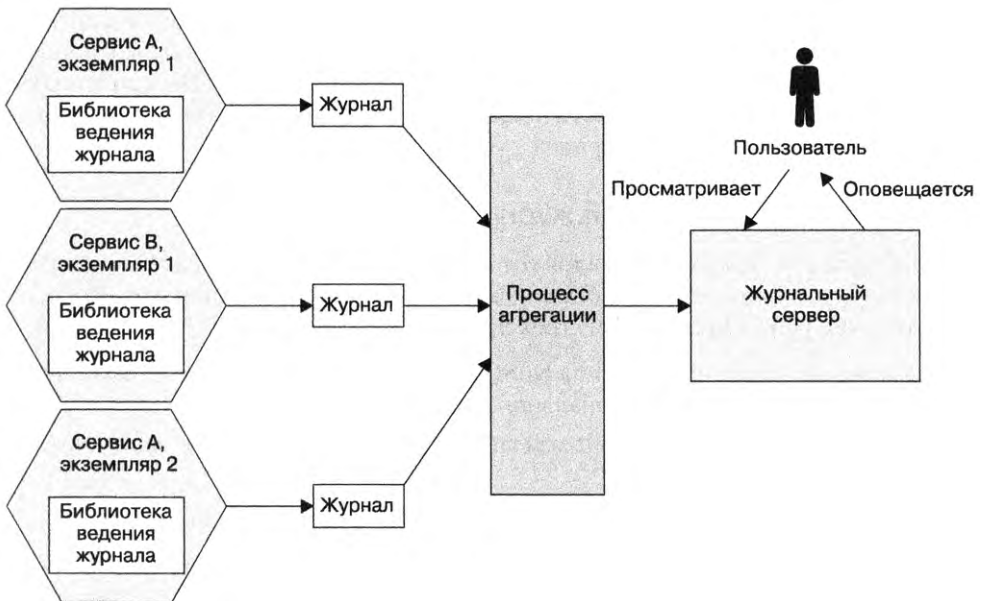 Сервис А,
экземпляр 1
Библиотека
ведения
журнала
Журнал
Сервис В,
экземпляр 1
Библиотека
ведения
журнала
Журнал
Сервис А,
экземпляр 2
Библиотека
ведения
журнала
Журнал
Процесс
агрегации
Пользователь
Просматривает
Оповещается
Журнальный
сервер